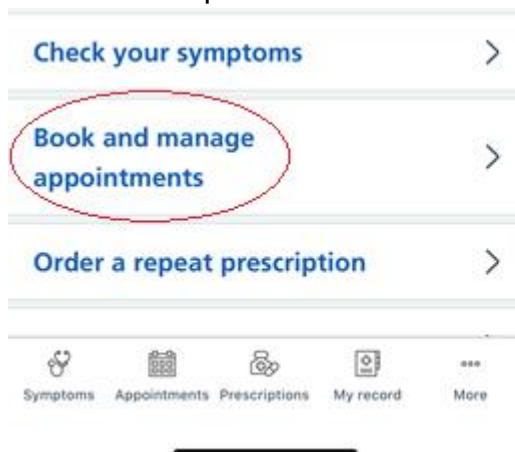 Check your symptoms
Book and manage
appointments
Order a repeat prescription
Symptoms Appointments Prescriptions My record More